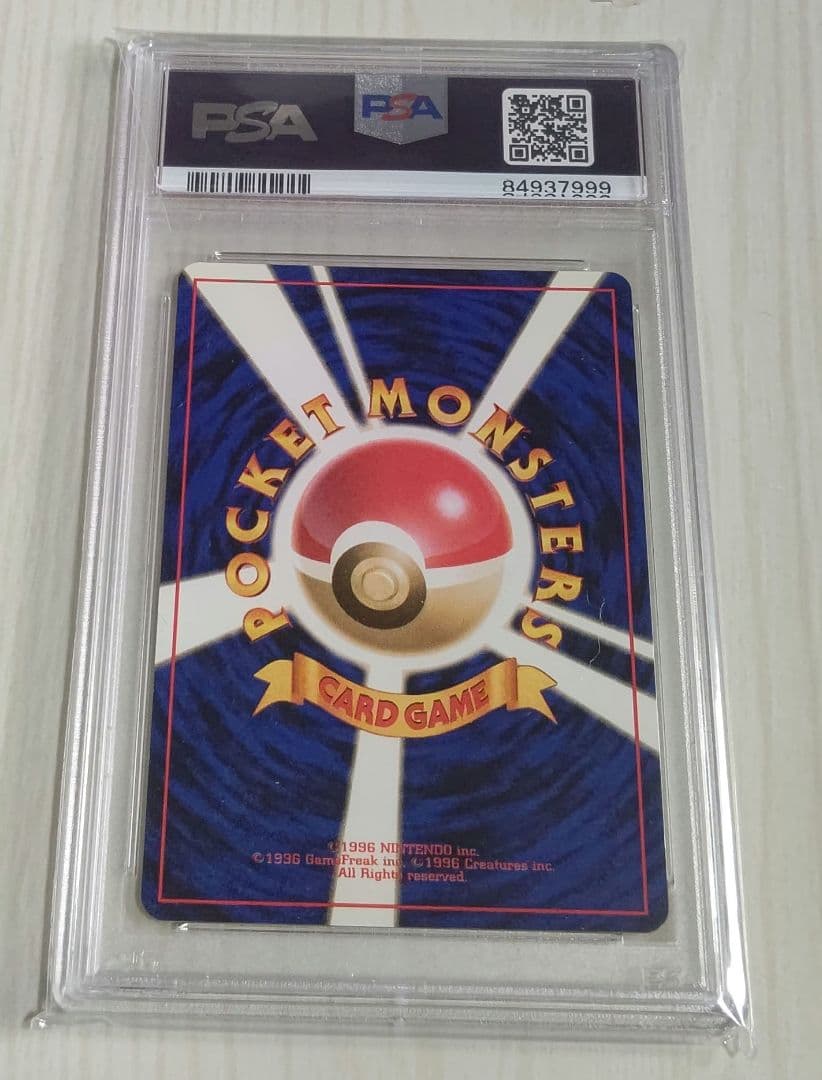 PSA PSA
84937999
POCKET MONSTERS
CARD GAME
©1996 NINTENDO inc.
©1996 GameFreak inc. ©1996 Creatures inc.
All Rights reserved.